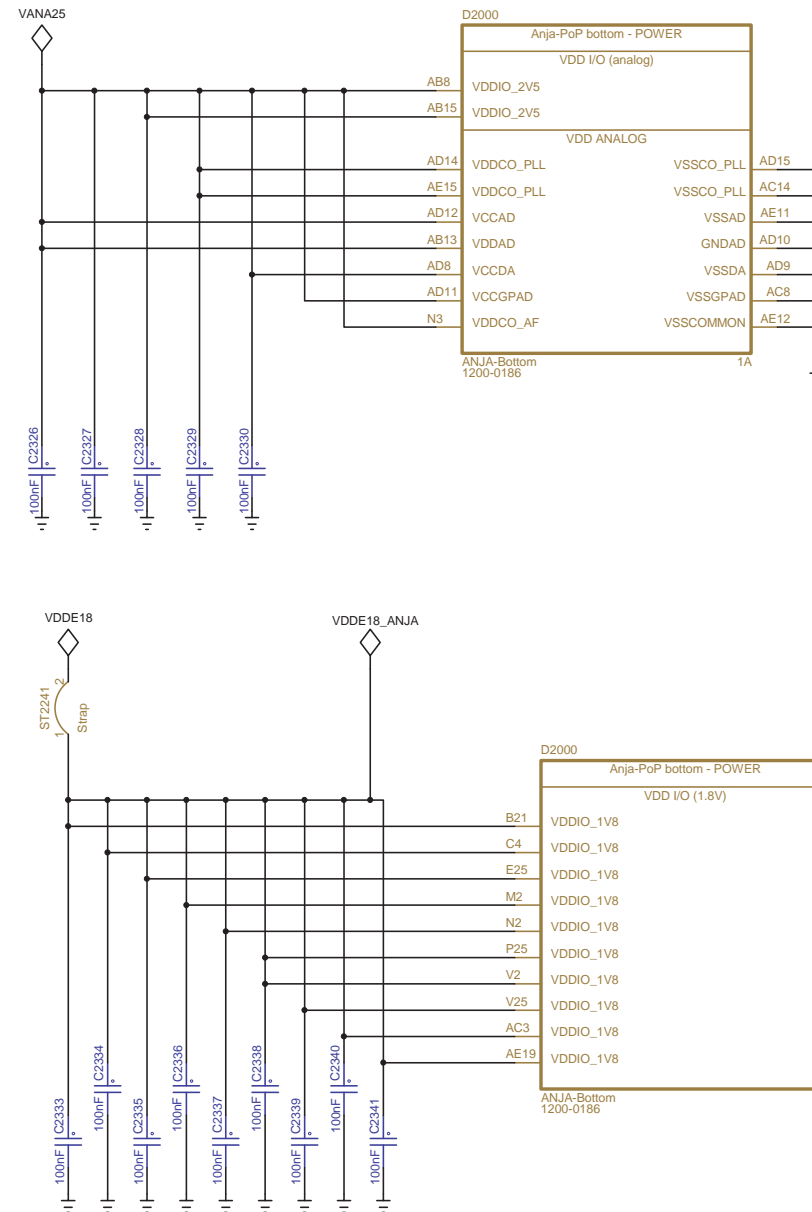 VANA25
D2000
Anja-PoP bottom - POWER
VDD I/O (analog)
AB8 VDDIO_2V5
AB15 VDDIO_2V5
VDD ANALOG
AD14 VDDCO_PLL VSSCO_PLL AD15
AE15 VDDCO_PLL VSSCO_PLL AC14
AD12 VCCAD VSSAD AE11
AB13 VDDAD GNDAD AD10
AD8 VCCDA VSSDA AD9
AD11 VCCGPAD VSSGPAD AC8
N3 VDDCO_AF VSSCOMMON AE12
ANJA-Bottom 1A
1200-0186
C2326 C2327 C2328 C2329 C2330
100nF 100nF 100nF 100nF 100nF
VDDE18 VDDE18_ANJA
ST2241 2
1 Strap
D2000
Anja-PoP bottom - POWER
VDD I/O (1.8V)
B21 VDDIO_1V8
C4 VDDIO_1V8
E25 VDDIO_1V8
M2 VDDIO_1V8
N2 VDDIO_1V8
P25 VDDIO_1V8
V2 VDDIO_1V8
V25 VDDIO_1V8
AC3 VDDIO_1V8
AE19 VDDIO_1V8
ANJA-Bottom
1200-0186
C2334 C2336 C2338 C2340
100nF 100nF 100nF 100nF
C2333 C2335 C2337 C2339 C2341
100nF 100nF 100nF 100nF 100nF